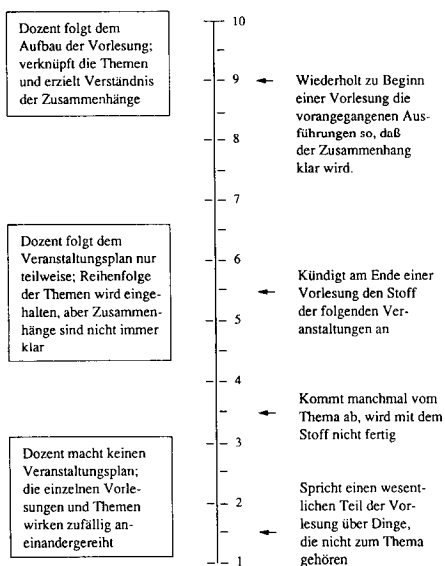 Dozent folgt dem
Aufbau der Vorlesung;
verknüpft die Themen
und erzielt Verständnis
der Zusammenhänge
Dozent folgt dem
Veranstaltungsplan nur
teilweise; Reihenfolge
der Themen wird einge-
halten, aber Zusammen-
hänge sind nicht immer
klar
Dozent macht keinen
Veranstaltungsplan;
die einzelnen Vorle-
sungen und Themen
wirken zufällig an-
einandergereiht
10
9
8
7
6
5
4
3
2
1
Wiederholt zu Beginn
einer Vorlesung die
vorangegangenen Aus-
führungen so, daß
der Zusammenhang
klar wird.
Kündigt am Ende einer
Vorlesung den Stoff
der folgenden Ver-
anstaltungen an
Kommt manchmal vom
Thema ab, wird mit dem
Stoff nicht fertig
Spricht einen wesent-
lichen Teil der Vor-
lesung über Dinge,
die nicht zum Thema
gehören